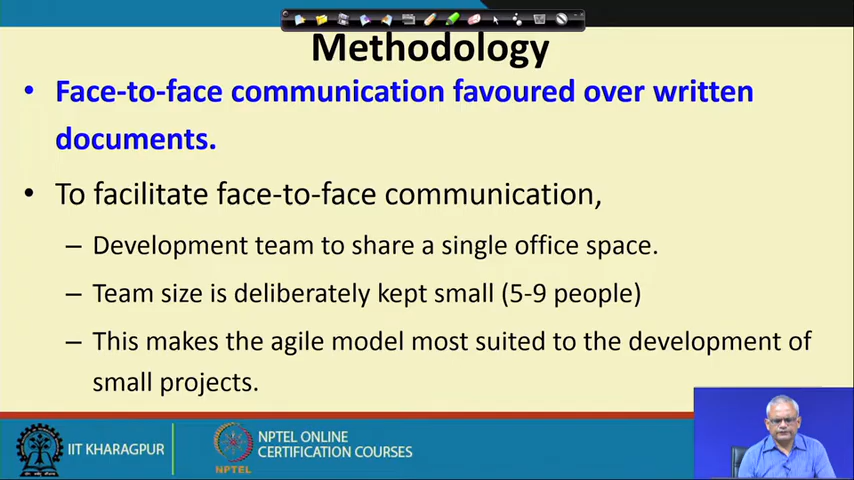 Methodology
• Face-to-face communication favoured over written
documents.
• To facilitate face-to-face communication,
– Development team to share a single office space.
– Team size is deliberately kept small (5-9 people)
– This makes the agile model most suited to the development of
small projects.
IIT KHARAGPUR
NPTEL
NPTEL ONLINE
CERTIFICATION COURSES